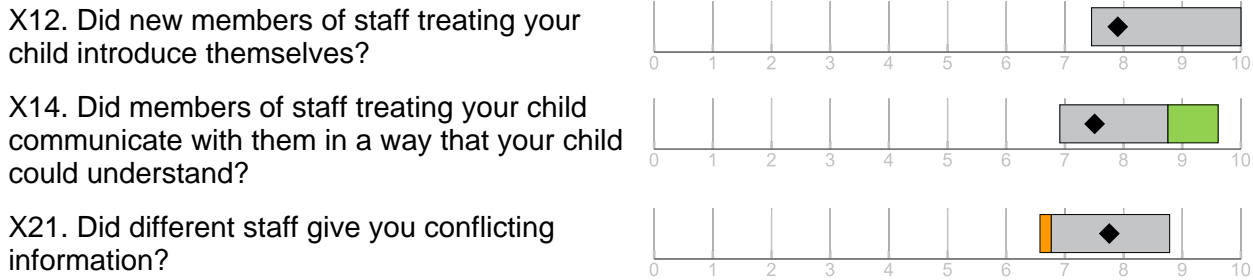 X12. Did new members of staff treating your
child introduce themselves?
0 1 2 3 4 5 6 7 8 9 10
X14. Did members of staff treating your child
communicate with them in a way that your child
could understand?
0 1 2 3 4 5 6 7 8 9 10
X21. Did different staff give you conflicting
information?
0 1 2 3 4 5 6 7 8 9 10